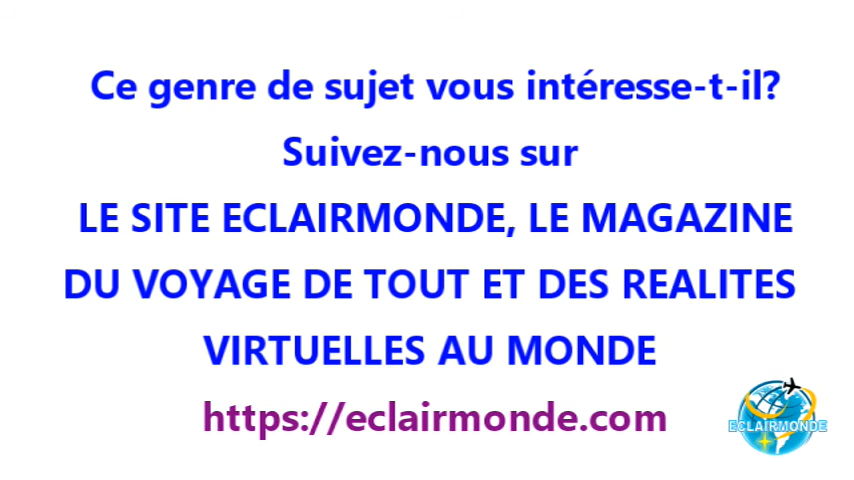 Ce genre de sujet vous intéresse-t-il?
Suivez-nous sur
LE SITE ECLAIRMONDE, LE MAGAZINE
DU VOYAGE DE TOUT ET DES REALITES
VIRTUELLES AU MONDE
https://eclairmonde.com
ECLAIRMONDE